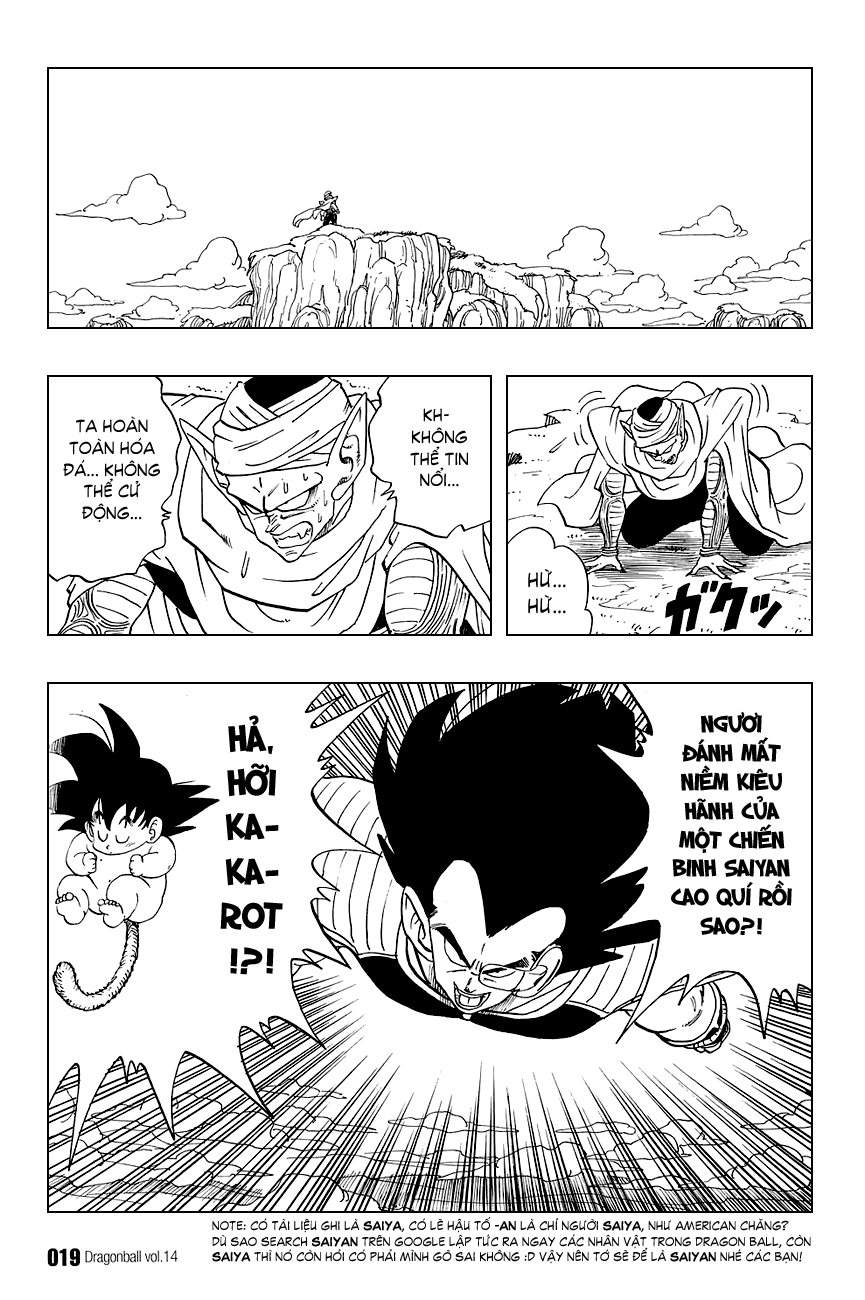 TA HOÀN
TOÀN HÓA
ĐÁ... KHÔNG
THỂ CỬ
ĐỘNG...
KH-
KHÔNG
THỂ TIN
NỔI...
HỪ...
HỪ...
ガクッ
HẢ,
HỠI
KA-
KA-
ROT
!?!
NGƯƠI
ĐÁNH MẤT
NIỀM KIÊU
HÃNH CỦA
MỘT CHIẾN
BINH SAIYAN
CAO QUÍ RỒI
SAO?!
NOTE: CÓ TÀI LIỆU GHI LÀ SAIYA, CÓ LẼ HẬU TỐ -AN LÀ CHỈ NGƯỜI SAIYA, NHƯ AMERICAN CHĂNG?
DÙ SAO SEARCH SAIYAN TRÊN GOOGLE LẬP TỨC RA NGAY CÁC NHÂN VẬT TRONG DRAGON BALL, CÒN
SAIYA THÌ NÓ CÒN HỎI CÓ PHẢI MÌNH GÕ SAI KHÔNG :D VẬY NÊN TỚ SẼ ĐỂ LÀ SAIYAN NHÉ CÁC BẠN!
019 Dragonball vol.14